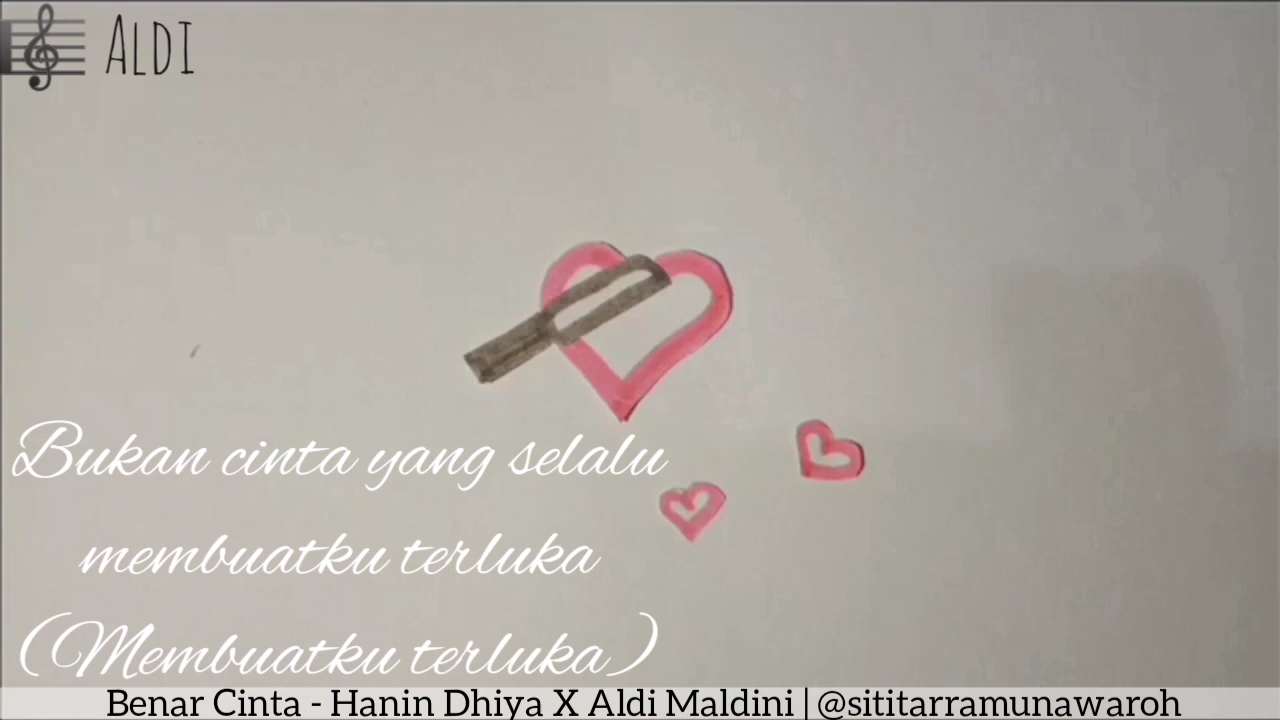 ALDI
Bukan cinta yang selalu
membuatku terluka
(Membuatku terluka)
Benar Cinta - Hanin Dhiya X Aldi Maldini | @sititarramunawaroh